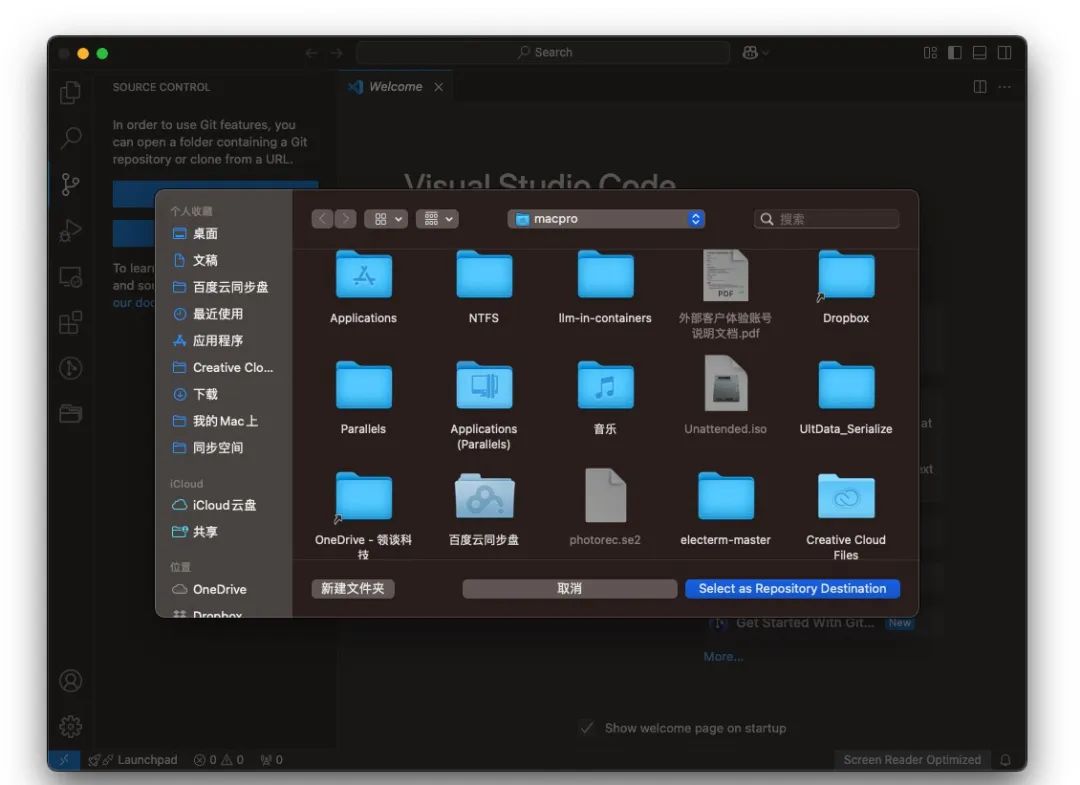 Search
SOURCE CONTROL
Welcome
In order to use Git features, you
can open a folder containing a Git
repository or clone from a URL.
Visual Studio Code
To lear
and so
our doc
个人收藏
桌面
文稿
百度云同步盘
最近使用
应用程序
Creative Clo...
下载
我的 Mac 上
同步空间
iCloud
iCloud 云盘
共享
位置
OneDrive
Dropbox
macpro
搜索
Applications
NTFS
llm-in-containers
PDF
外部客户体验账号
说明文档.pdf
Dropbox
Parallels
Applications
(Parallels)
音乐
Unattended.iso
UltData_Serialize
OneDrive - 领谈科
技
百度云同步盘
photorec.se2
electerm-master
Creative Cloud
Files
新建文件夹
取消
Select as Repository Destination
at
ext
Get Started With Git...
New
More...
Show welcome page on startup
Launchpad
0
0
0
Screen Reader Optimized